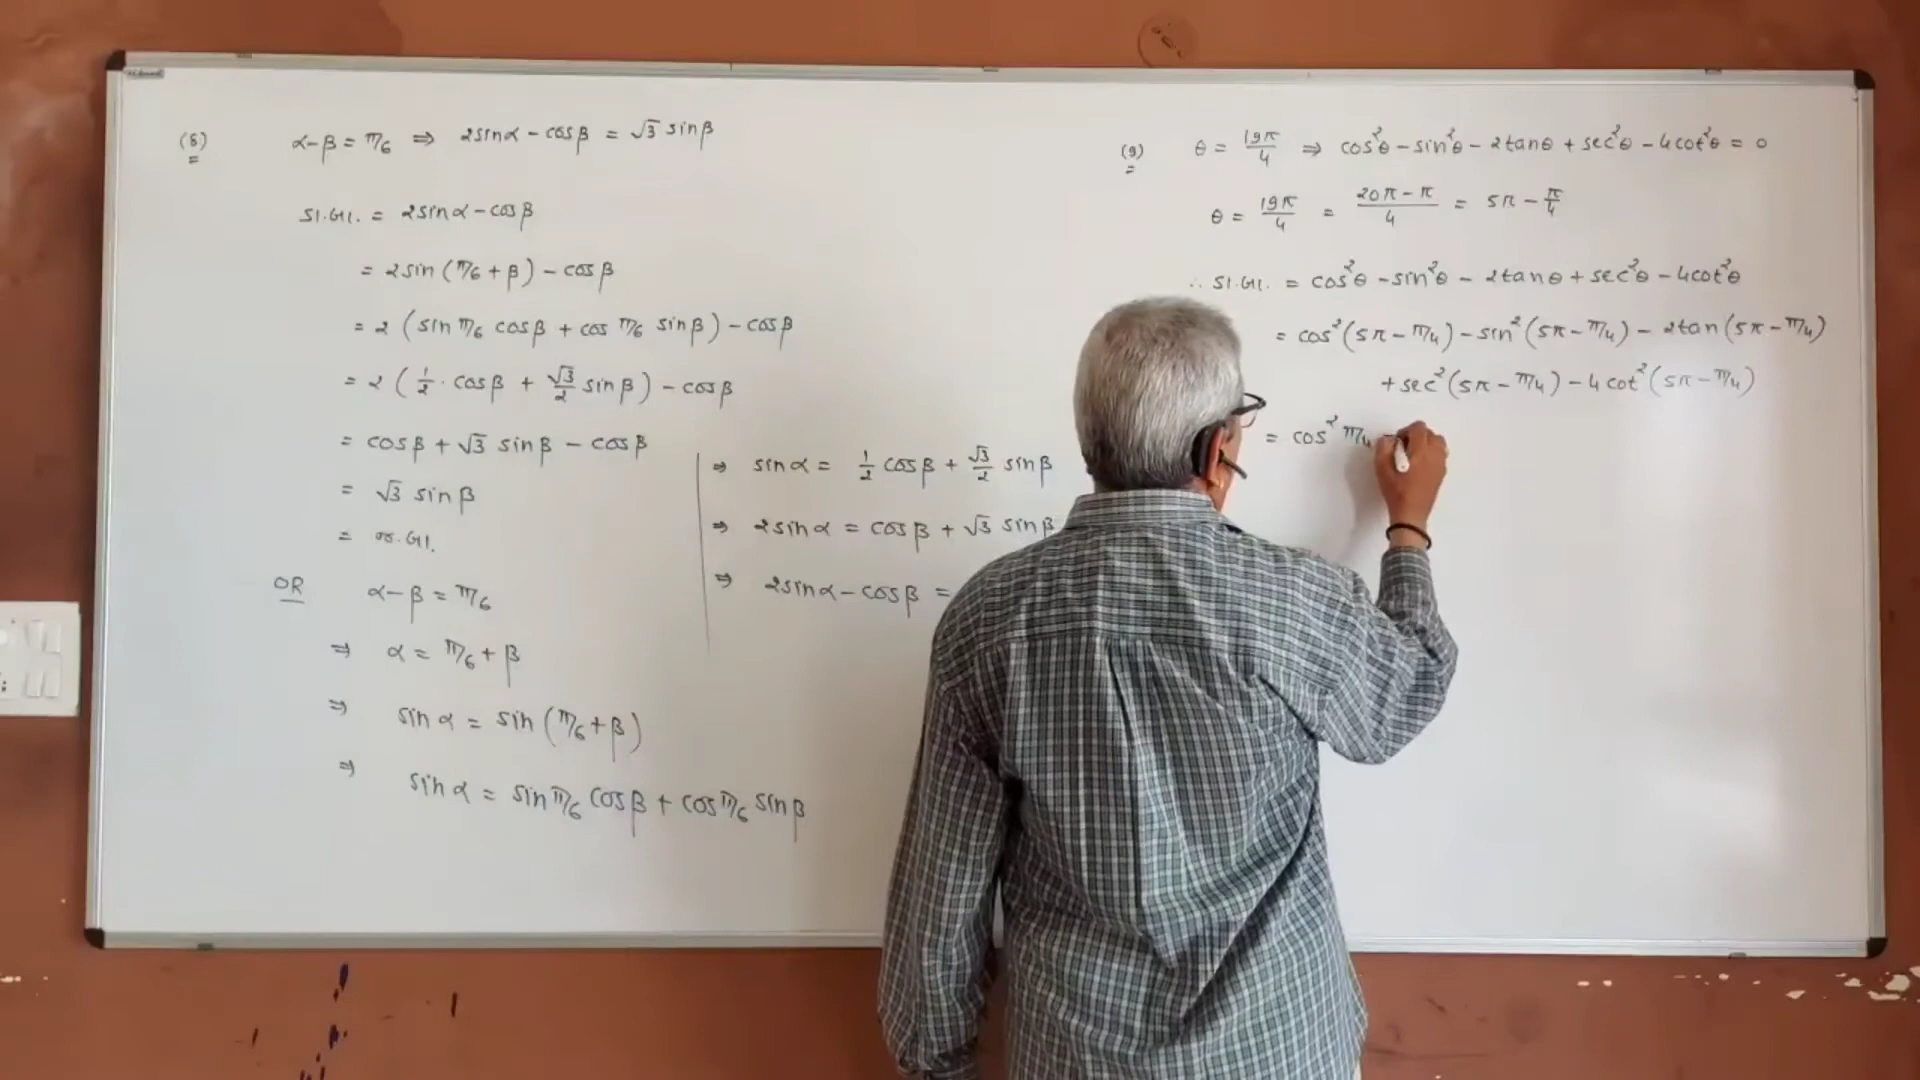 (8) α-β = π/6 ⇒ 2sinα - cosβ = √3 sinβ
ડા.બા. = 2sinα - cosβ
= 2sin (π/6 + β) - cosβ
= 2 (sin π/6 cosβ + cos π/6 sinβ) - cosβ
= 2 (1/2 · cosβ + √3/2 sinβ) - cosβ
= cosβ + √3 sinβ - cosβ
= √3 sinβ
= જ.બા.
OR α-β = π/6
⇒ α = π/6 + β
⇒ sinα = sin (π/6 + β)
⇒ sinα = sin π/6 cosβ + cos π/6 sinβ
⇒ sinα = 1/2 cosβ + √3/2 sinβ
⇒ 2sinα = cosβ + √3 sinβ
⇒ 2sinα - cosβ =
(9) θ = 19π/4 ⇒ cos²θ - sin²θ - 2tanθ + sec²θ - 4cot²θ = 0
θ = 19π/4 = 20π - π/4 = 5π - π/4
∴ ડા.બા. = cos²θ - sin²θ - 2tanθ + sec²θ - 4cot²θ
= cos² (5π - π/4) - sin² (5π - π/4) - 2tan (5π - π/4)
+ sec² (5π - π/4) - 4cot² (5π - π/4)
= cos² π/4 -